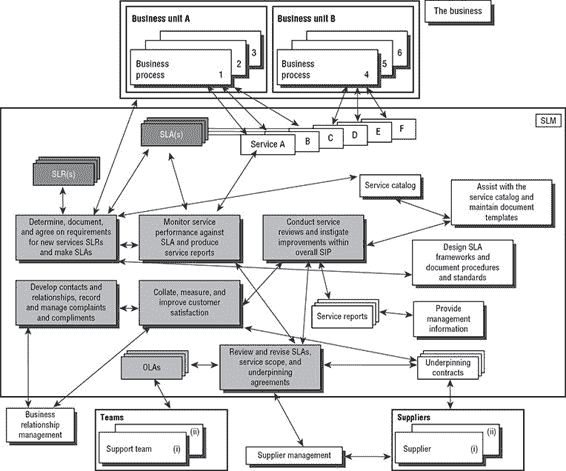 Business unit A
Business unit B
The business
3
2
Business
process
1
6
5
Business
process
4
SLM
SLA(s)
Service A
B
C
D
E
F
SLR(s)
Service catalog
Assist with the
service catalog and
maintain document
templates
Determine, document,
and agree on requirements
for new services SLRs
and make SLAs
Monitor service
performance against
SLA and produce
service reports
Conduct service
reviews and instigate
improvements within
overall SIP
Design SLA
frameworks and
document procedures
and standards
Develop contacts and
relationships, record
and manage complaints
and compliments
Collate, measure, and
improve customer
satisfaction
Service reports
Provide
management
information
OLAs
Review and revise SLAs,
service scope, and
underpinning
agreements
Underpinning
contracts
Business
relationship
management
Teams
(ii)
Support team
(i)
Supplier management
Suppliers
(ii)
Supplier
(i)